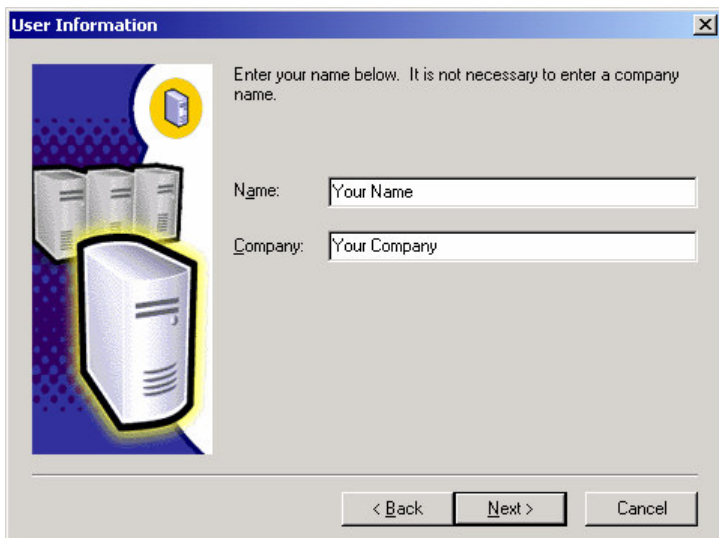 User Information
Enter your name below. It is not necessary to enter a company
name.
Name: Your Name
Company: Your Company
< Back Next > Cancel